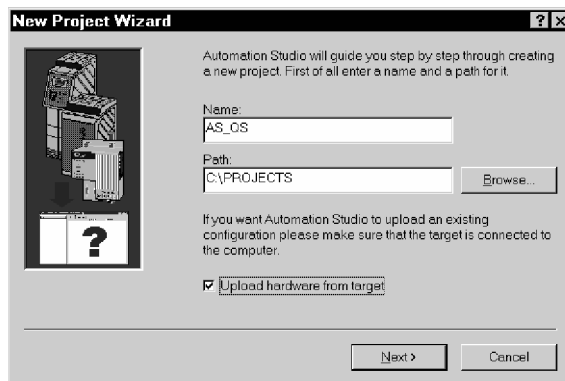 New Project Wizard
Automation Studio will guide you step by step through creating
a new project. First of all enter a name and a path for it.
Name:
AS_OS
Path:
C:\PROJECTS
Browse...
If you want Automation Studio to upload an existing
configuration please make sure that the target is connected to
the computer.
Upload hardware from target
Next >
Cancel